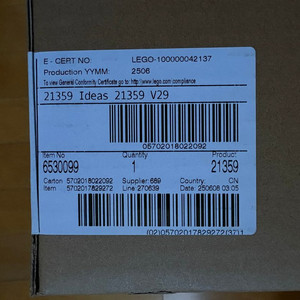 E - CERT NO: LEGO-100000042137
Production YYMM: 2506
To view General Conformity Certificate go to: http://www.lego.com/compliance
21359 Ideas 21359 V29
05702018022092
Item No Quantity Product
6530099 1 21359
Carton 5702018022092 Supplier: 669 Country: CN
Item 5702017829272 Line: 270639 Date: 250608 03.05
(02)05702017829272(37)1